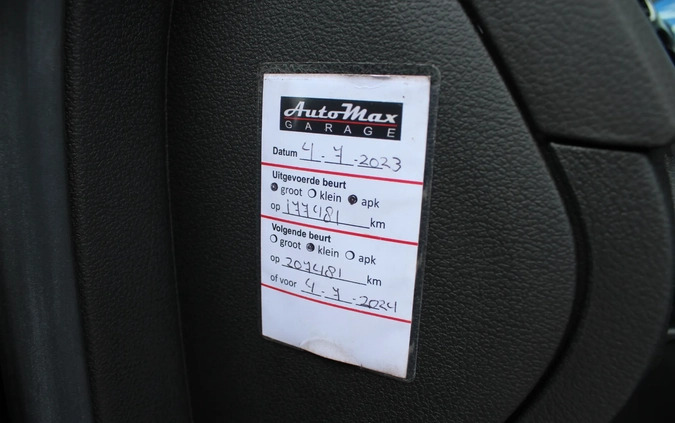 AutoMax
GARAGE
Datum 4-7-2023
Uitgevoerde beurt
groot klein apk
op 177481 km
Volgende beurt
groot klein apk
op 207481 km
of voor 4-7-2024